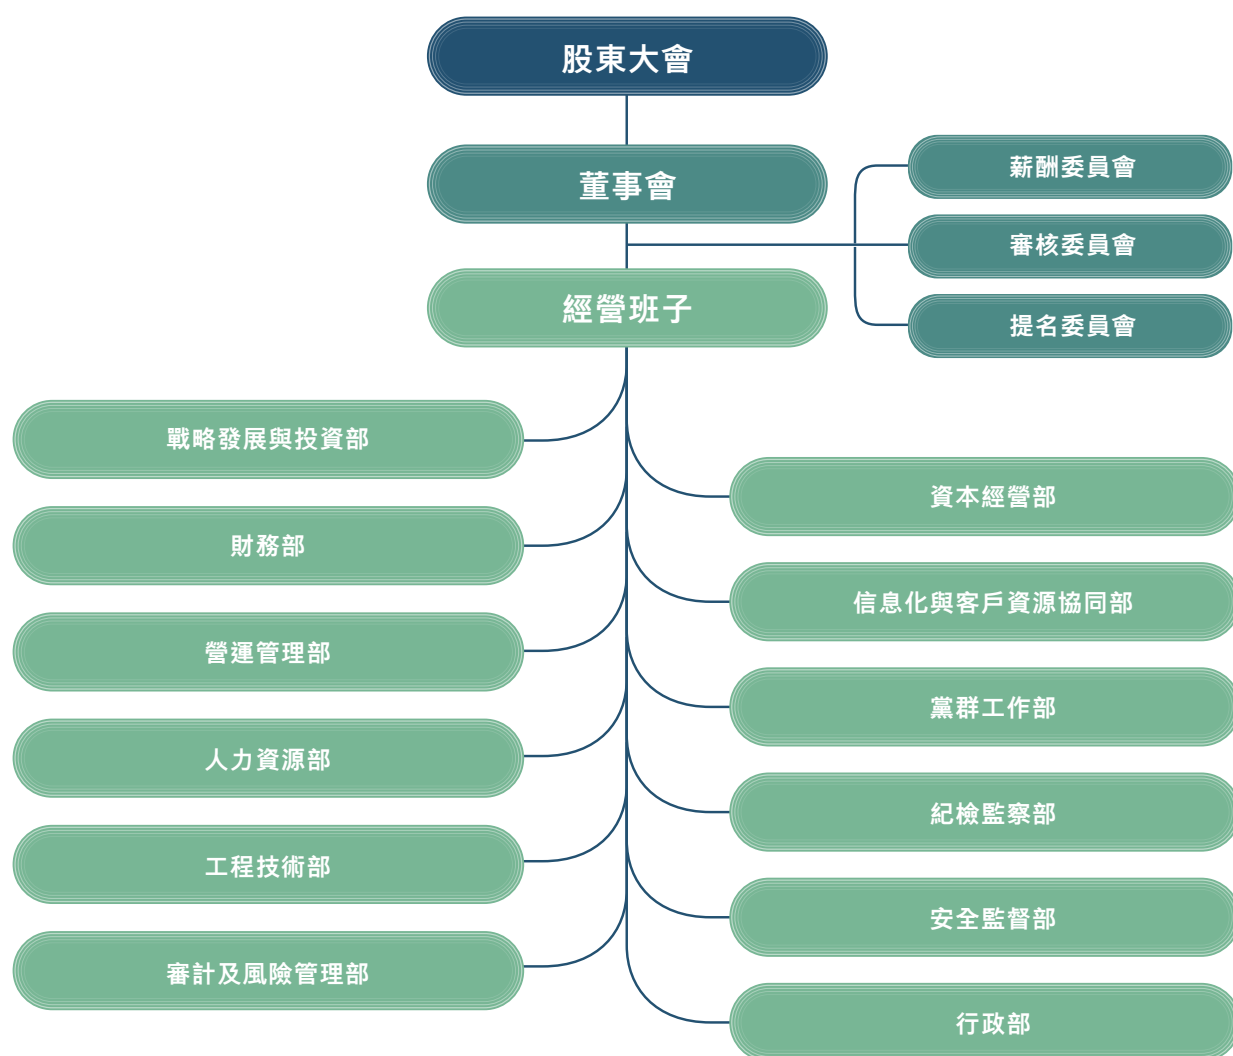 股東大會
董事會
薪酬委員會
審核委員會
提名委員會
經營班子
戰略發展與投資部
財務部
營運管理部
人力資源部
工程技術部
審計及風險管理部
資本經營部
信息化與客戶資源協同部
黨群工作部
紀檢監察部
安全監督部
行政部